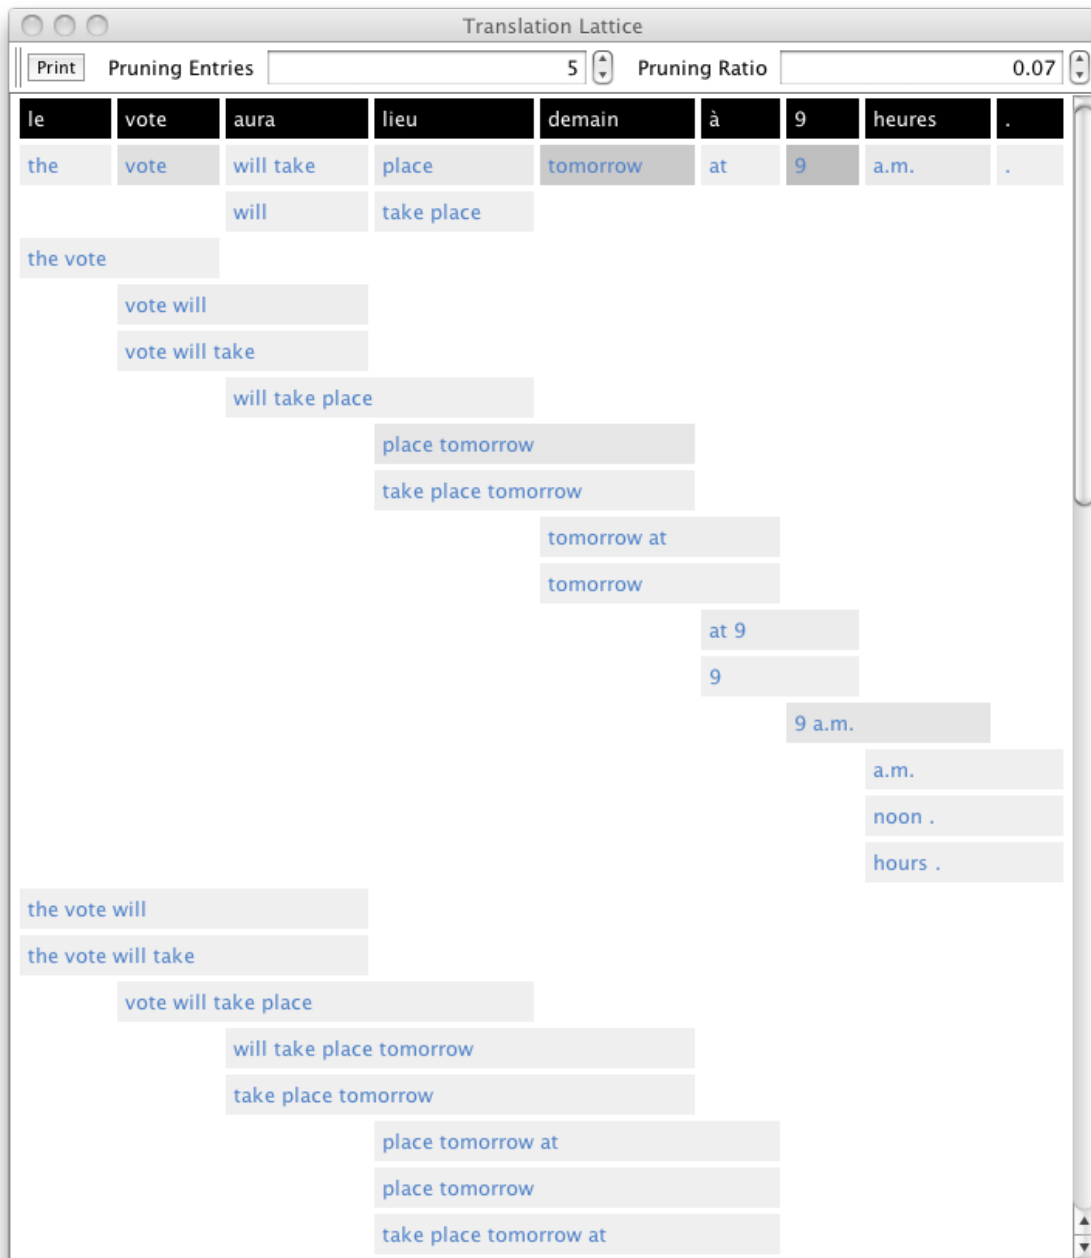 Translation Lattice
Print Pruning Entries 5 Pruning Ratio 0.07
le vote aura lieu demain à 9 heures .
the vote will take place tomorrow at 9 a.m. .
will take place
the vote
vote will
vote will take
will take place
place tomorrow
take place tomorrow
tomorrow at
tomorrow
at 9
9
9 a.m.
a.m.
noon .
hours .
the vote will
the vote will take
vote will take place
will take place tomorrow
take place tomorrow
place tomorrow at
place tomorrow
take place tomorrow at